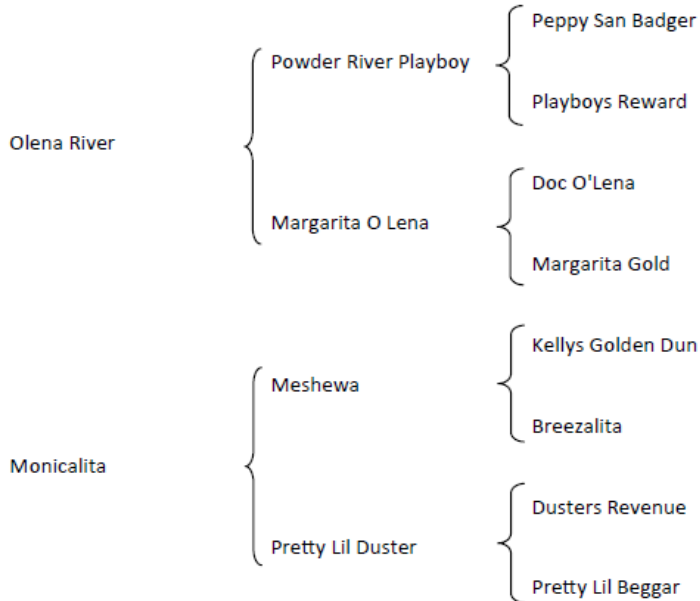 Peppy San Badger
Powder River Playboy
Playboys Reward
Olena River
Doc O'Lena
Margarita O Lena
Margarita Gold
Kellys Golden Dun
Meshewa
Breezalita
Monicalita
Dusters Revenue
Pretty Lil Duster
Pretty Lil Beggar